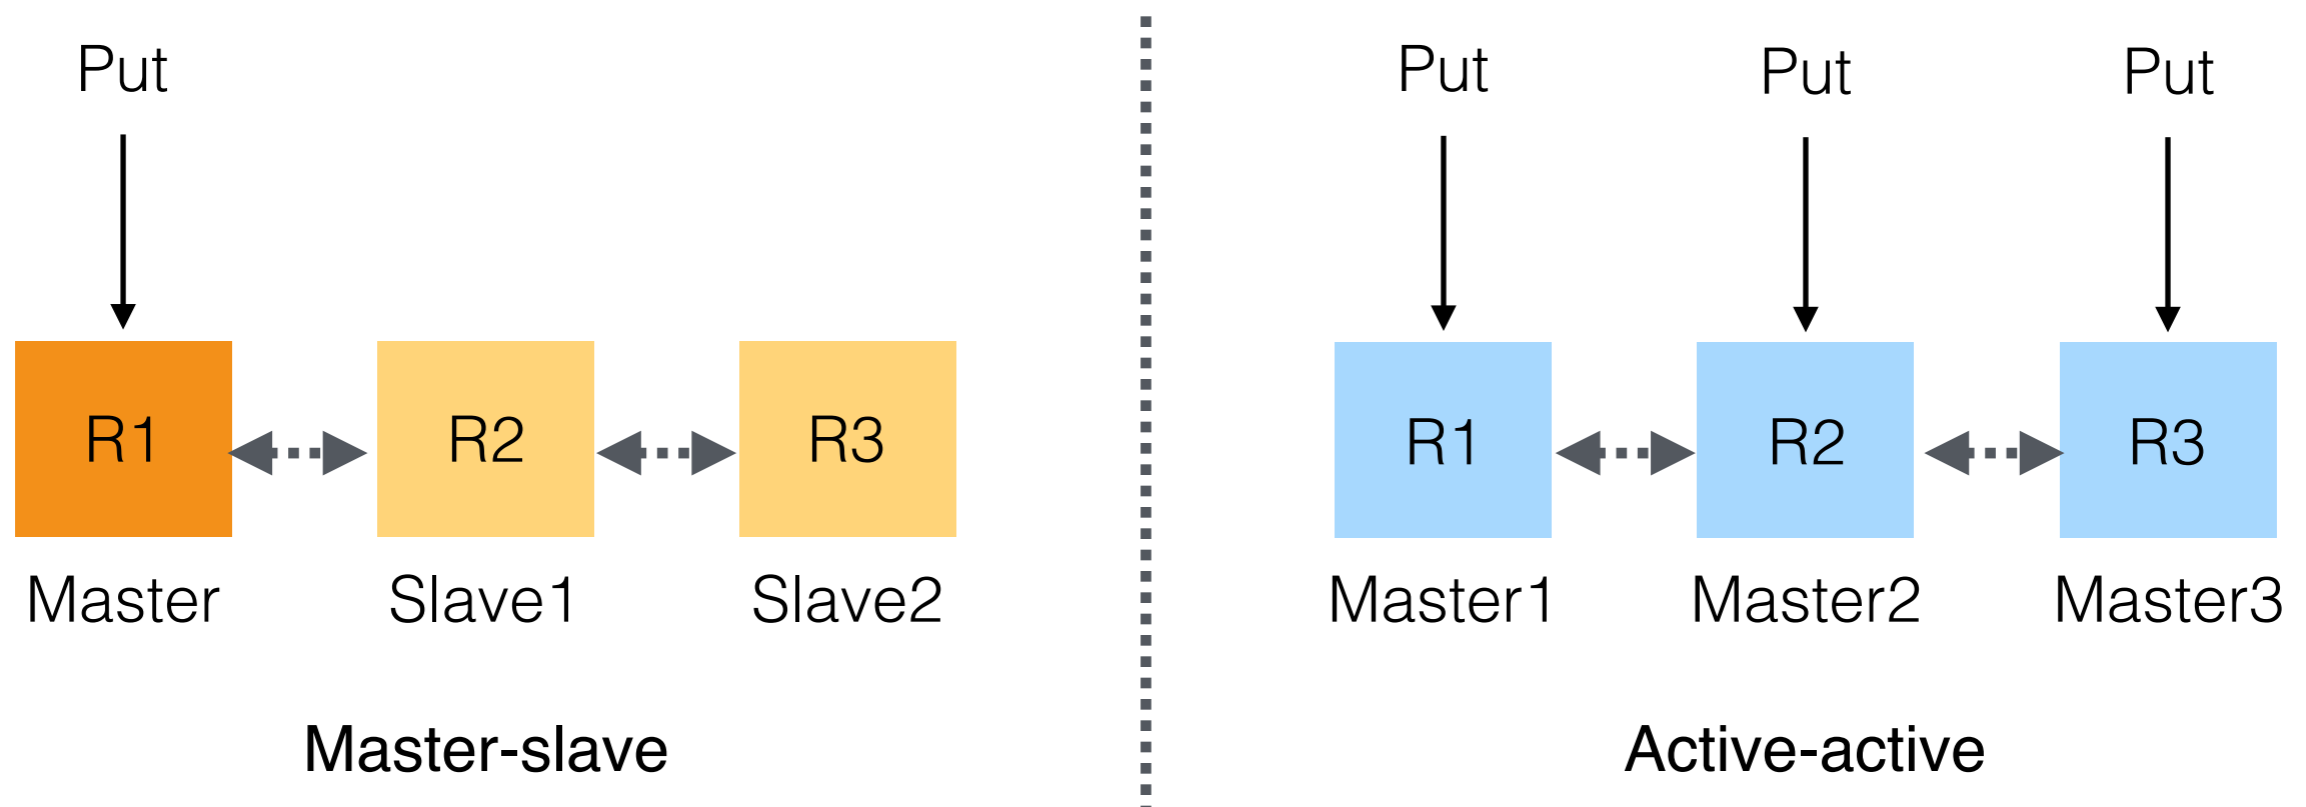 Put
R1
R2
R3
Master
Slave1
Slave2
Master-slave
Put
Put
Put
R1
R2
R3
Master1
Master2
Master3
Active-active